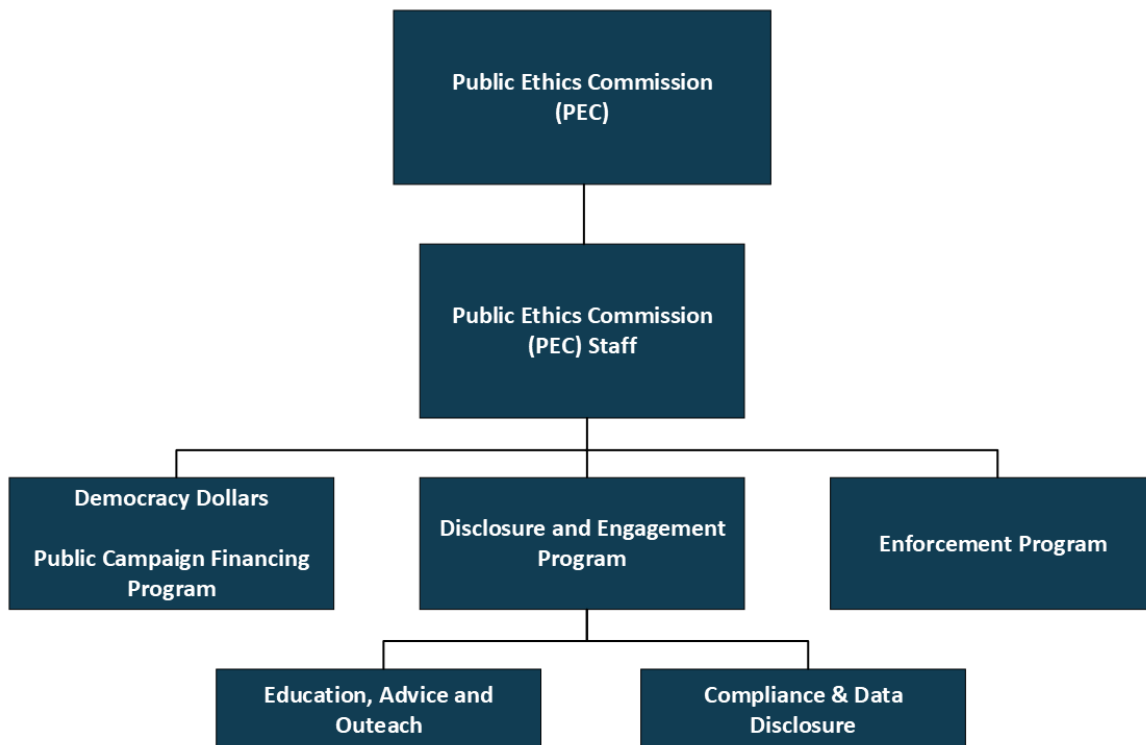 Public Ethics Commission
(PEC)
Public Ethics Commission
(PEC) Staff
Democracy Dollars
Public Campaign Financing
Program
Disclosure and Engagement
Program
Enforcement Program
Education, Advice and
Outeach
Compliance & Data
Disclosure